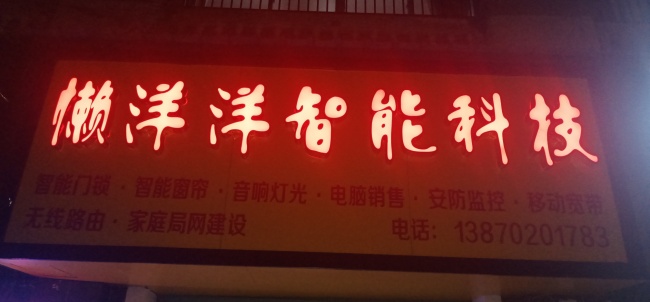 懒洋洋智能科技
智能门锁·智能窗帘·音响灯光·电脑销售·安防监控·移动宽带
无线路由·家庭局网建设 电话：13870201783